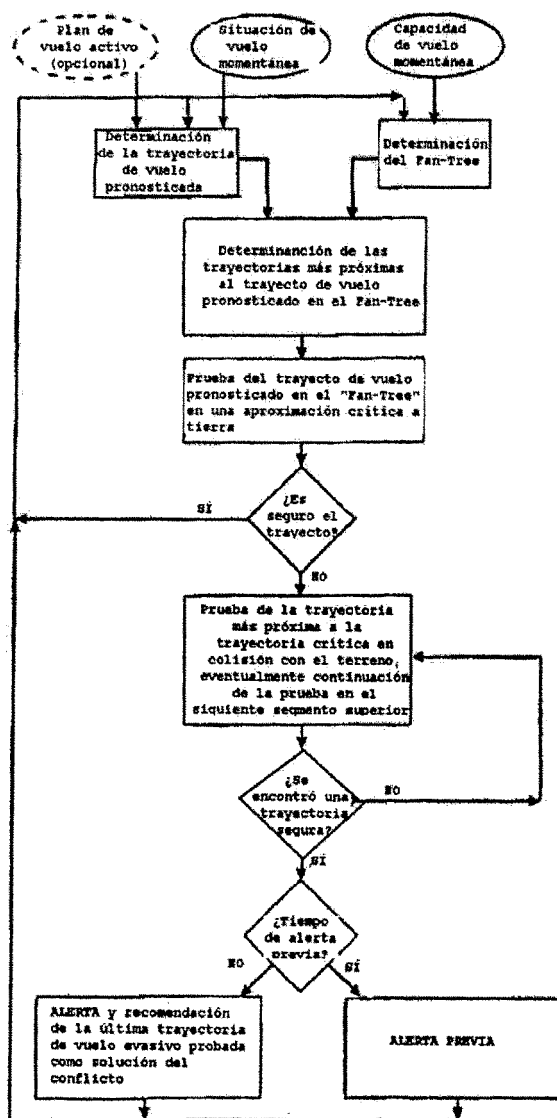 Plan de
vuelo activo
(opcional)
Situación de
vuelo
momentánea
Capacidad
de vuelo
momentánea
Determinación
de la trayectoria
de vuelo
pronosticada
Determinación
del Fan-Tree
Determinanción de las
trayectorias más próximas
al trayecto de vuelo
pronosticado en el Fan-Tree
Prueba del trayecto de vuelo
pronosticado en el "Fan-Tree"
en una aproximación crítica a
tierra
¿Es
seguro el
trayecto?
SÍ
NO
Prueba de la trayectoria
más próxima a la
trayectoria crítica en
colisión con el terreno,
eventualmente continuación
de la prueba en el
siguiente segmento superior
¿Se
encontró una
trayectoria
segura?
NO
SÍ
¿Tiempo
de alerta
previa?
NO
SÍ
ALERTA y recomendación
de la última trayectoria
de vuelo evasivo probada
como solución del
conflicto
ALERTA PREVIA